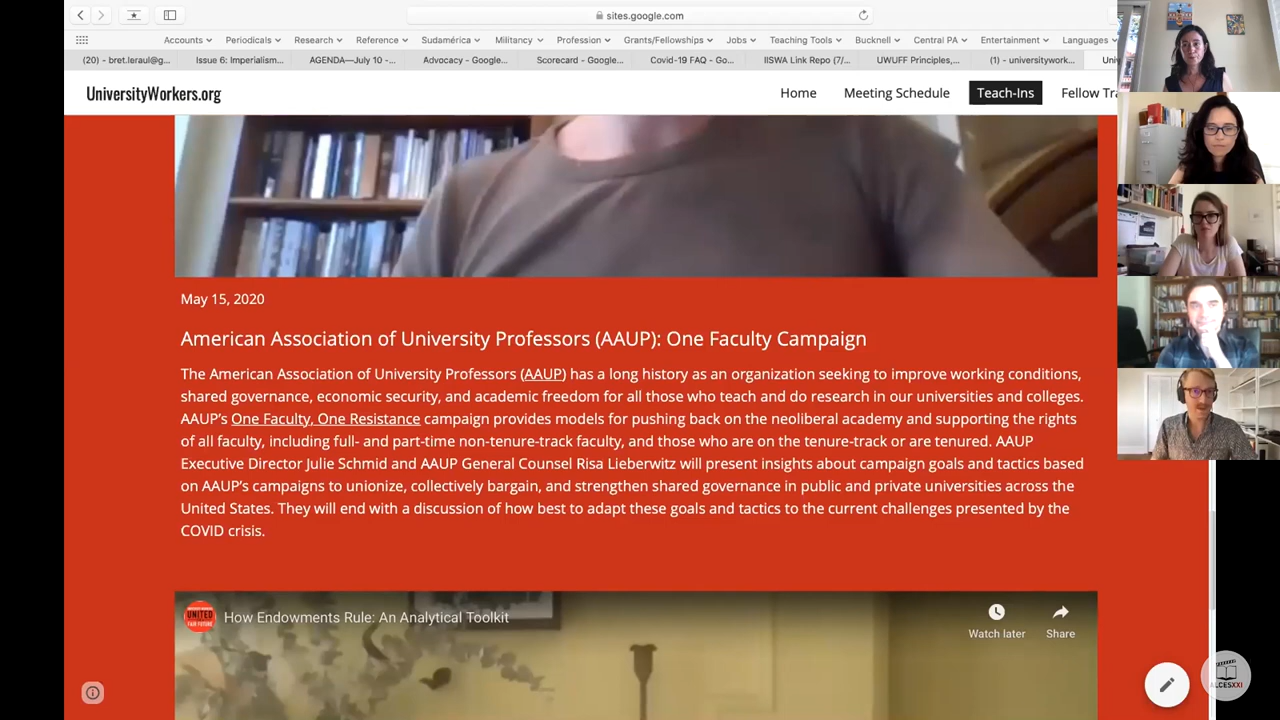 sites.google.com
Accounts Periodicals Research Reference Sudamérica Militancy Profession Grants/Fellowships Jobs Teaching Tools Bucknell Central PA Entertainment Languages
(20) - bret.leraul@g... Issue 6: Imperialism... AGENDA—July 10 -... Advocacy - Google... Scorecard - Google... Covid-19 FAQ - Go... IISWA Link Repo (7/... UWUFF Principles,... (1) - universitywork...
UniversityWorkers.org Home Meeting Schedule Teach-Ins Fellow Tra
May 15, 2020
American Association of University Professors (AAUP): One Faculty Campaign
The American Association of University Professors (AAUP) has a long history as an organization seeking to improve working conditions,
shared governance, economic security, and academic freedom for all those who teach and do research in our universities and colleges.
AAUP's One Faculty, One Resistance campaign provides models for pushing back on the neoliberal academy and supporting the rights
of all faculty, including full- and part-time non-tenure-track faculty, and those who are on the tenure-track or are tenured. AAUP
Executive Director Julie Schmid and AAUP General Counsel Risa Lieberwitz will present insights about campaign goals and tactics based
on AAUP's campaigns to unionize, collectively bargain, and strengthen shared governance in public and private universities across the
United States. They will end with a discussion of how best to adapt these goals and tactics to the current challenges presented by the
COVID crisis.
UNITED
How Endowments Rule: An Analytical Toolkit
Watch later Share
ALCESXXI